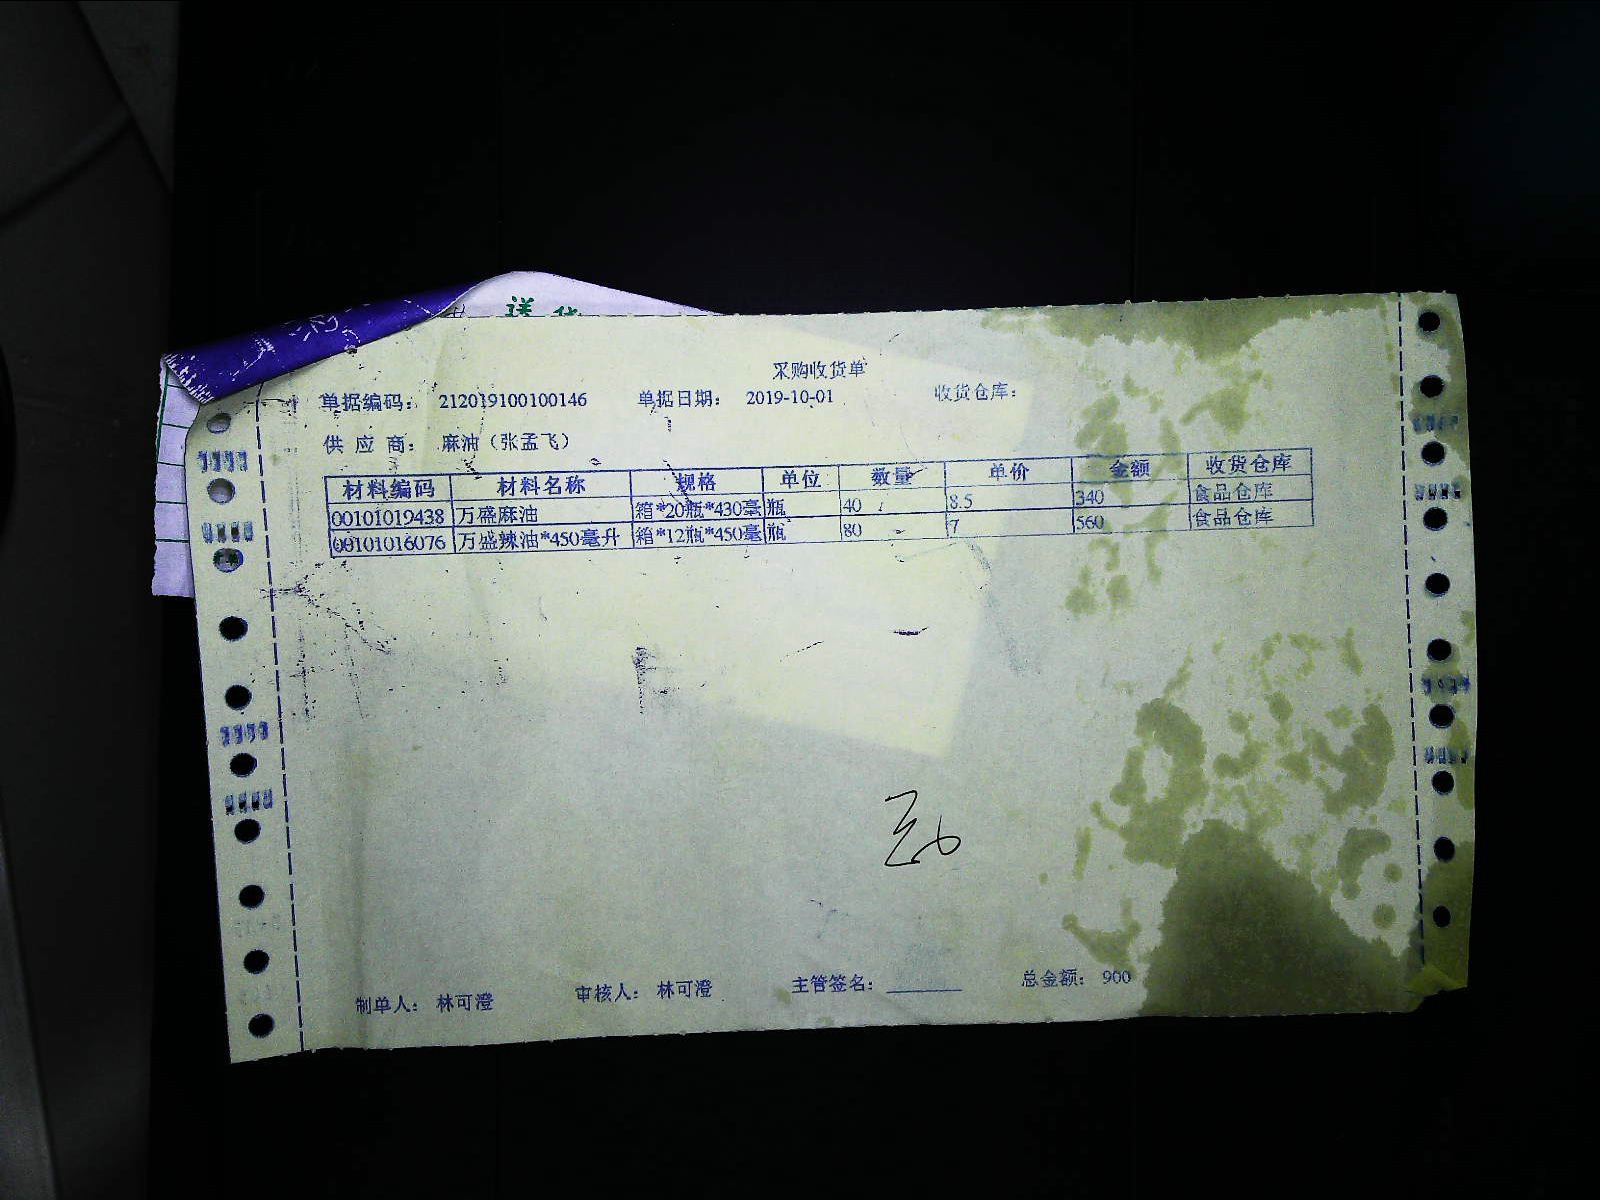 送货
采购收货单
单据编码： 212019100100146 单据日期： 2019-10-01 收货仓库：
供 应 商： 麻油（张孟飞）
材料编码 材料名称 规格 单位 数量 单价 金额 收货仓库
00101019438 万盛麻油 箱*20瓶*430毫 瓶 40 8.5 340 食品仓库
00101016076 万盛辣油*450毫升 箱*12瓶*450毫 瓶 80 7 560 食品仓库
制单人： 林可澄 审核人： 林可澄 主管签名： 总金额： 900